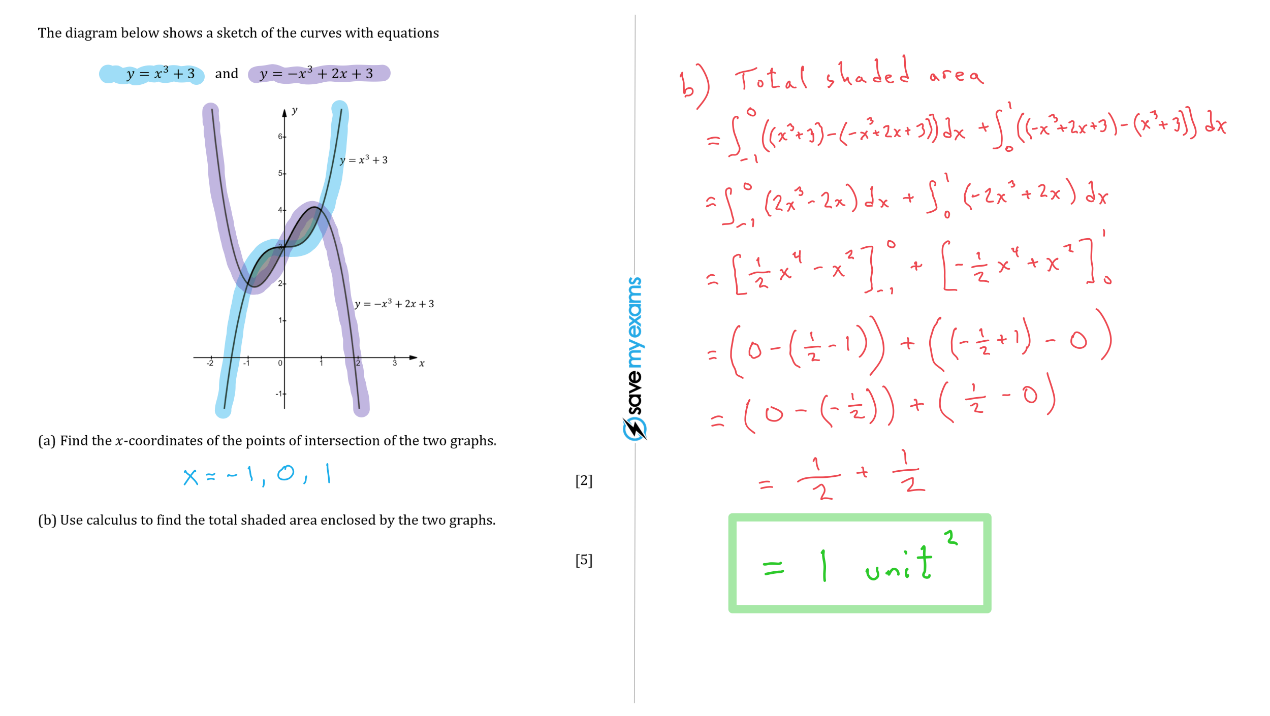 The diagram below shows a sketch of the curves with equations
y = x³ + 3 and y = −x³ + 2x + 3
y
6
5
y = x³ + 3
4
3
2
y = −x³ + 2x + 3
1
-2 -1 0 1 2 3 x
-1
(a) Find the x-coordinates of the points of intersection of the two graphs.
x = -1, 0, 1
[2]
(b) Use calculus to find the total shaded area enclosed by the two graphs.
[5]
savemyexams
b) Total shaded area
= ∫₋₁⁰ ((x³+3)-(-x³+2x+3)) dx + ∫₀¹ ((-x³+2x+3)-(x³+3)) dx
= ∫₋₁⁰ (2x³-2x) dx + ∫₀¹ (-2x³+2x) dx
= [1/2 x⁴ - x²]₋₁⁰ + [-1/2 x⁴ + x²]₀¹
= (0-(1/2-1)) + ((-1/2+1) - 0)
= (0 - (-1/2)) + (1/2 - 0)
= 1/2 + 1/2
= 1 unit²